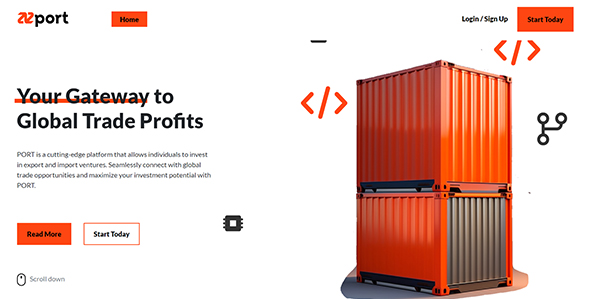 port
Home
Login / Sign Up
Start Today
Your Gateway to
Global Trade Profits
PORT is a cutting-edge platform that allows individuals to invest
in export and import ventures. Seamlessly connect with global
trade opportunities and maximize your investment potential with
PORT.
Read More
Start Today
Scroll down